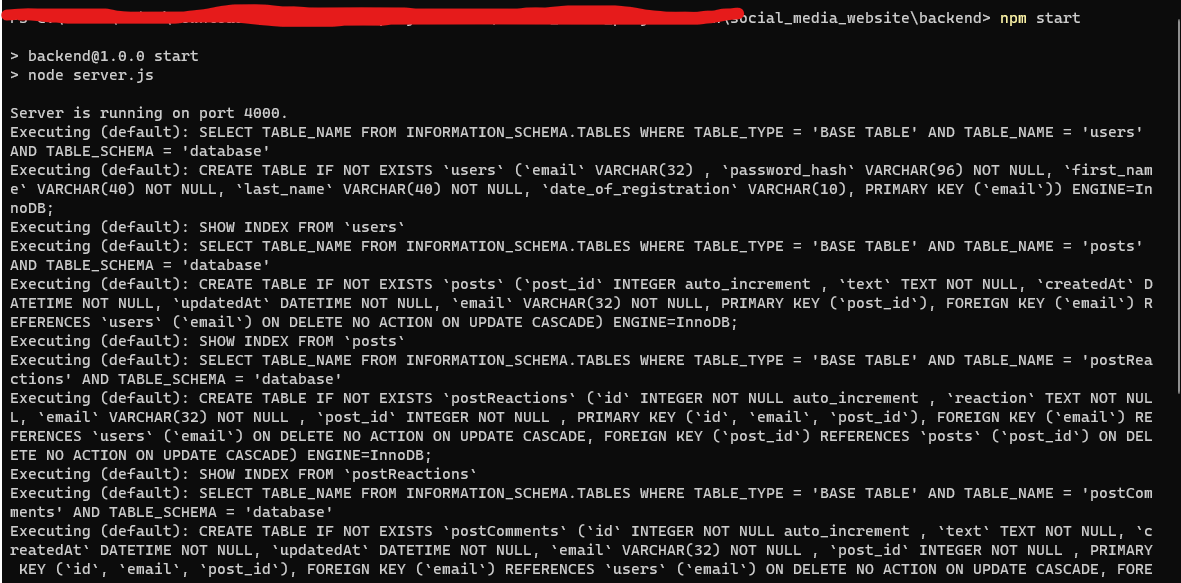 \social_media_website\backend> npm start
> backend@1.0.0 start
> node server.js
Server is running on port 4000.
Executing (default): SELECT TABLE_NAME FROM INFORMATION_SCHEMA.TABLES WHERE TABLE_TYPE = 'BASE TABLE' AND TABLE_NAME = 'users'
AND TABLE_SCHEMA = 'database'
Executing (default): CREATE TABLE IF NOT EXISTS `users` (`email` VARCHAR(32) , `password_hash` VARCHAR(96) NOT NULL, `first_nam
e` VARCHAR(40) NOT NULL, `last_name` VARCHAR(40) NOT NULL, `date_of_registration` VARCHAR(10), PRIMARY KEY (`email`)) ENGINE=In
noDB;
Executing (default): SHOW INDEX FROM `users`
Executing (default): SELECT TABLE_NAME FROM INFORMATION_SCHEMA.TABLES WHERE TABLE_TYPE = 'BASE TABLE' AND TABLE_NAME = 'posts'
AND TABLE_SCHEMA = 'database'
Executing (default): CREATE TABLE IF NOT EXISTS `posts` (`post_id` INTEGER auto_increment , `text` TEXT NOT NULL, `createdAt` D
ATETIME NOT NULL, `updatedAt` DATETIME NOT NULL, `email` VARCHAR(32) NOT NULL, PRIMARY KEY (`post_id`), FOREIGN KEY (`email`) R
EFERENCES `users` (`email`) ON DELETE NO ACTION ON UPDATE CASCADE) ENGINE=InnoDB;
Executing (default): SHOW INDEX FROM `posts`
Executing (default): SELECT TABLE_NAME FROM INFORMATION_SCHEMA.TABLES WHERE TABLE_TYPE = 'BASE TABLE' AND TABLE_NAME = 'postRea
ctions' AND TABLE_SCHEMA = 'database'
Executing (default): CREATE TABLE IF NOT EXISTS `postReactions` (`id` INTEGER NOT NULL auto_increment , `reaction` TEXT NOT NUL
L, `email` VARCHAR(32) NOT NULL , `post_id` INTEGER NOT NULL , PRIMARY KEY (`id`, `email`, `post_id`), FOREIGN KEY (`email`) RE
FERENCES `users` (`email`) ON DELETE NO ACTION ON UPDATE CASCADE, FOREIGN KEY (`post_id`) REFERENCES `posts` (`post_id`) ON DEL
ETE NO ACTION ON UPDATE CASCADE) ENGINE=InnoDB;
Executing (default): SHOW INDEX FROM `postReactions`
Executing (default): SELECT TABLE_NAME FROM INFORMATION_SCHEMA.TABLES WHERE TABLE_TYPE = 'BASE TABLE' AND TABLE_NAME = 'postCom
ments' AND TABLE_SCHEMA = 'database'
Executing (default): CREATE TABLE IF NOT EXISTS `postComments` (`id` INTEGER NOT NULL auto_increment , `text` TEXT NOT NULL, `c
reatedAt` DATETIME NOT NULL, `updatedAt` DATETIME NOT NULL, `email` VARCHAR(32) NOT NULL , `post_id` INTEGER NOT NULL , PRIMARY
KEY (`id`, `email`, `post_id`), FOREIGN KEY (`email`) REFERENCES `users` (`email`) ON DELETE NO ACTION ON UPDATE CASCADE, FORE